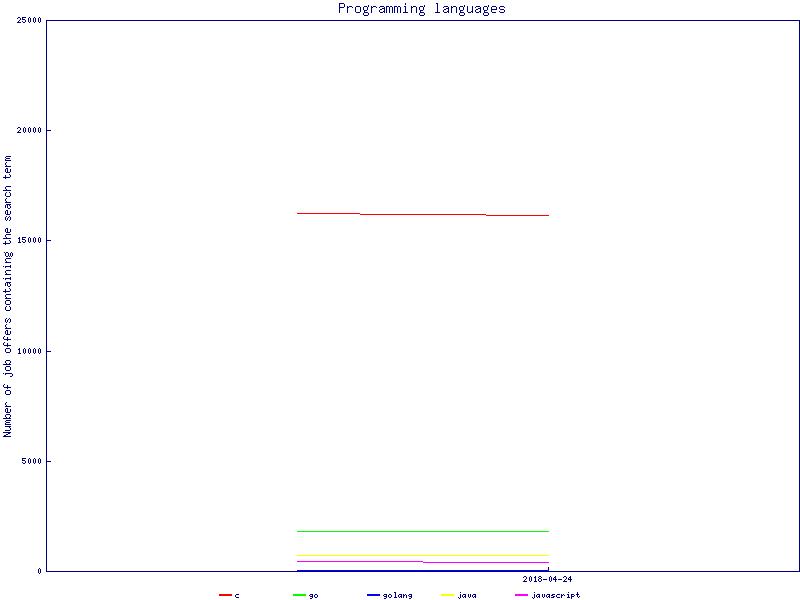 Programming languages
25000
20000
15000
10000
5000
0
Number of job offers containing the search term
2018-04-24
c go golang java javascript